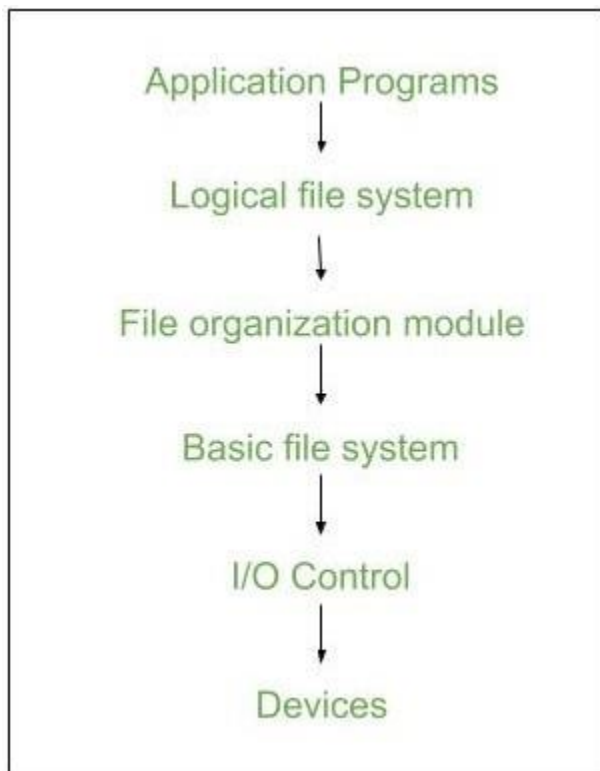 Application Programs
Logical file system
File organization module
Basic file system
I/O Control
Devices